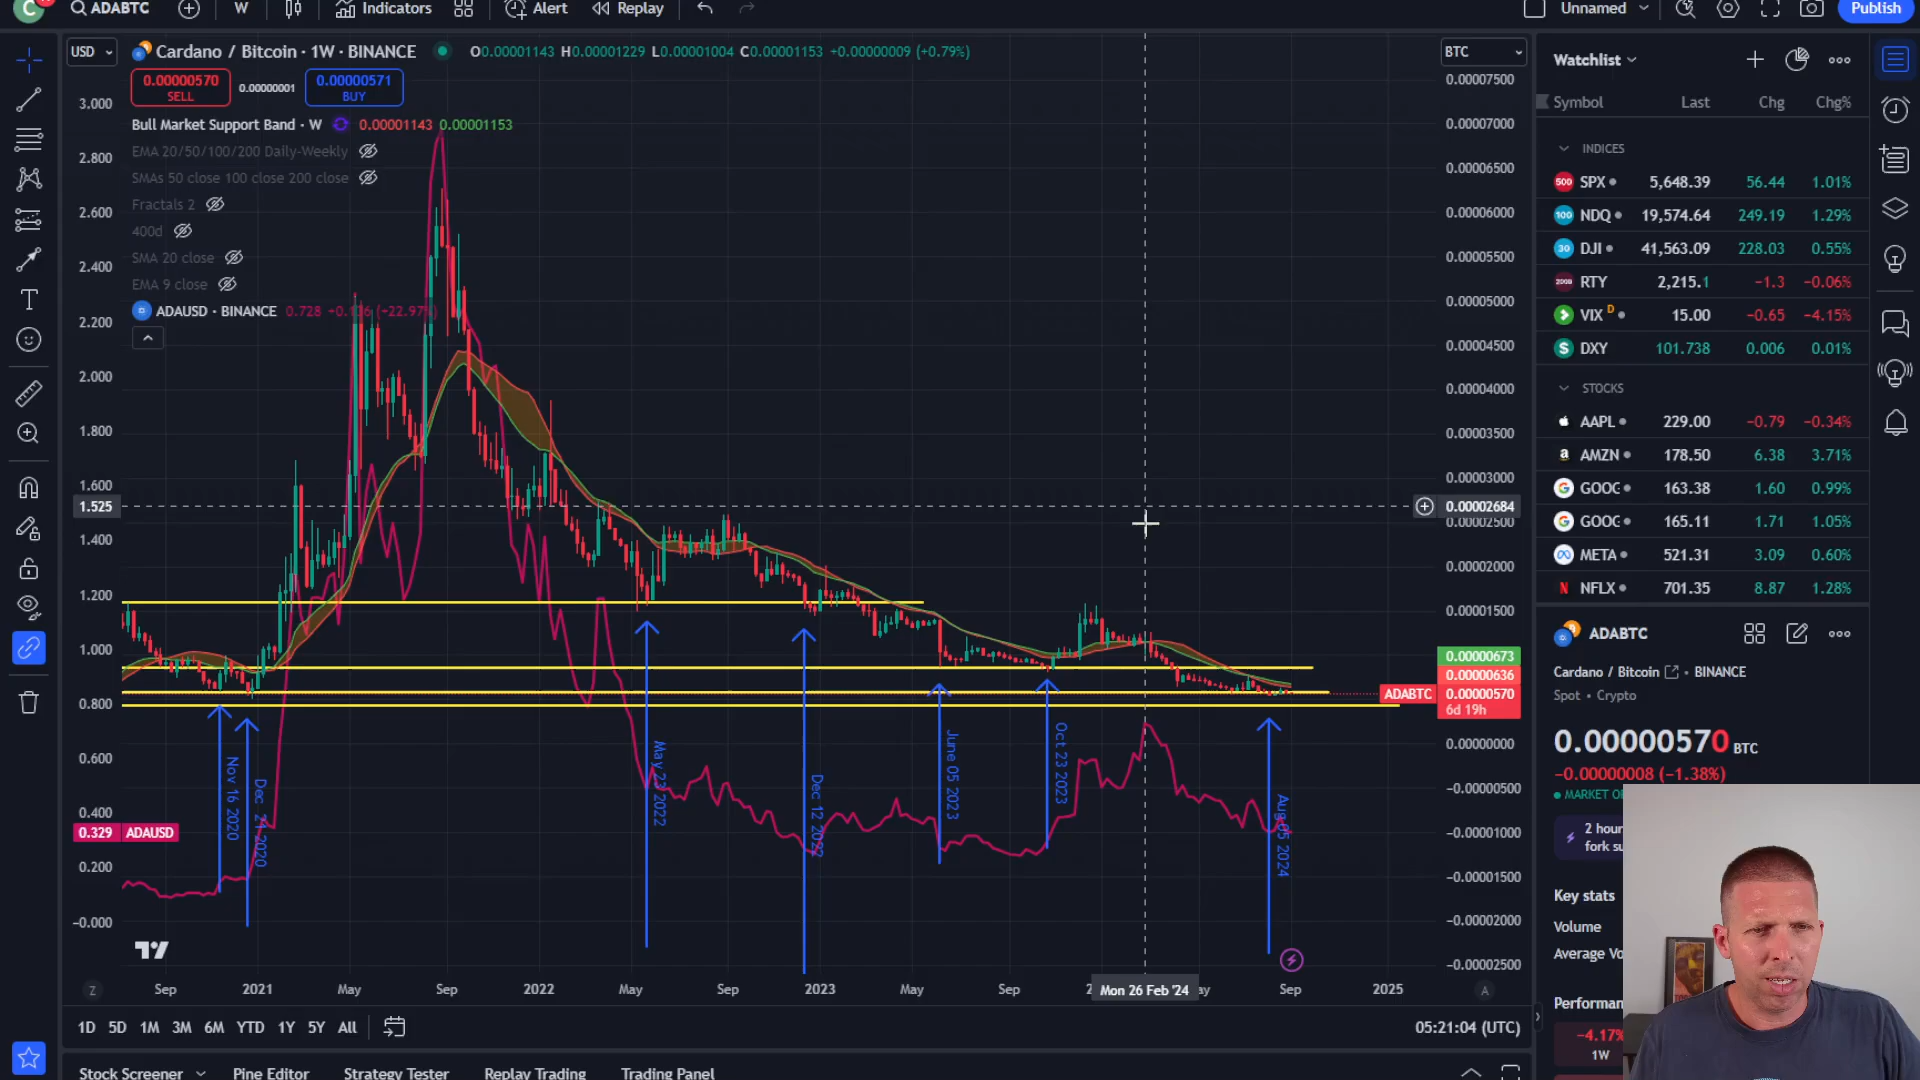 C
ADABTC
W
Indicators
Alert
Replay
Unnamed
Publish
USD
Cardano / Bitcoin · 1W · BINANCE
O0.00001143 H0.00001229 L0.00001004 C0.00001153 +0.00000009 (+0.79%)
BTC
0.00000570
SELL
0.00000001
0.00000571
BUY
Bull Market Support Band · W 0.00001143 0.00001153
EMA 20/50/100/200 Daily-Weekly
SMAs 50 close 100 close 200 close
Fractals 2
400d
SMA 20 close
EMA 9 close
ADAUSD · BINANCE 0.728 +0.136 (+22.97%)
3.000
2.800
2.600
2.400
2.200
2.000
1.800
1.600
1.525
1.400
1.200
1.000
0.800
0.600
0.400
0.329 ADAUSD
0.200
−0.000
0.00007500
0.00007000
0.00006500
0.00006000
0.00005500
0.00005000
0.00004500
0.00004000
0.00003500
0.00003000
0.00002684
0.00002500
0.00002000
0.00001500
0.00000673
0.00000636
ADABTC 0.00000570
6d 19h
0.00000000
−0.00000500
−0.00001000
−0.00001500
−0.00002000
−0.00002500
Nov 16 2020
Dec 21 2020
May 23 2022
Dec 12 2022
June 05 2023
Oct 23 2023
Aug 05 2024
Z
Sep
2021
May
Sep
2022
May
Sep
2023
May
Sep
Mon 26 Feb '24
Sep
2025
A
1D 5D 1M 3M 6M YTD 1Y 5Y All
05:21:04 (UTC)
Stock Screener
Pine Editor
Strategy Tester
Replay Trading
Trading Panel
Watchlist
Symbol Last Chg Chg%
INDICES
500 SPX 5,648.39 56.44 1.01%
100 NDQ 19,574.64 249.19 1.29%
30 DJI 41,563.09 228.03 0.55%
2000 RTY 2,215.1 −1.3 −0.06%
VIX D 15.00 −0.65 −4.15%
DXY 101.738 0.006 0.01%
STOCKS
AAPL 229.00 −0.79 −0.34%
AMZN 178.50 6.38 3.71%
GOOG 163.38 1.60 0.99%
GOOG 165.11 1.71 1.05%
META 521.31 3.09 0.60%
NFLX 701.35 8.87 1.28%
ADABTC
Cardano / Bitcoin · BINANCE
Spot · Crypto
0.00000570 BTC
−0.00000008 (−1.38%)
MARKET
2 hour
fork su
Key stats
Volume
Average Vo
Performan
−4.17%
1W